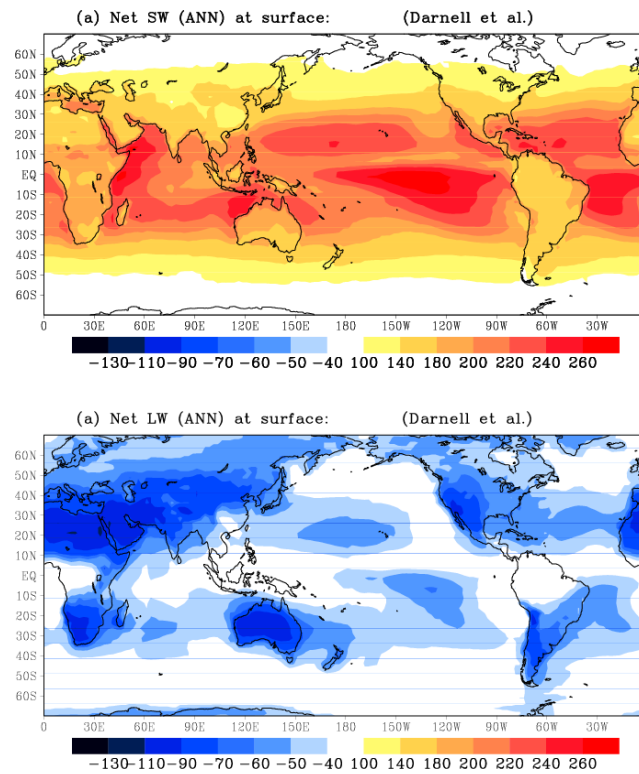 (a) Net SW (ANN) at surface: (Darnell et al.)
60N
50N
40N
30N
20N
10N
EQ
10S
20S
30S
40S
50S
60S
0 30E 60E 90E 120E 150E 180 150W 120W 90W 60W 30W
-130 -110 -90 -70 -60 -50 -40 100 140 180 200 220 240 260
(a) Net LW (ANN) at surface: (Darnell et al.)
60N
50N
40N
30N
20N
10N
EQ
10S
20S
30S
40S
50S
60S
0 30E 60E 90E 120E 150E 180 150W 120W 90W 60W 30W
-130 -110 -90 -70 -60 -50 -40 100 140 180 200 220 240 260